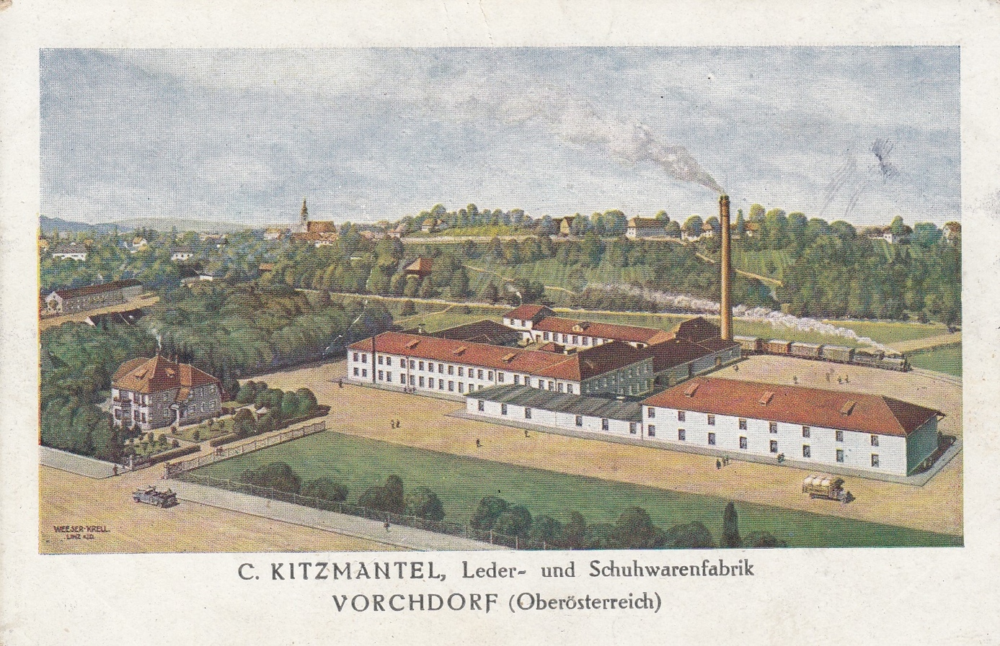 WEESER-KRELL
LINZ A/D.
C. KITZMANTEL, Leder- und Schuhwarenfabrik
VORCHDORF (Oberösterreich)